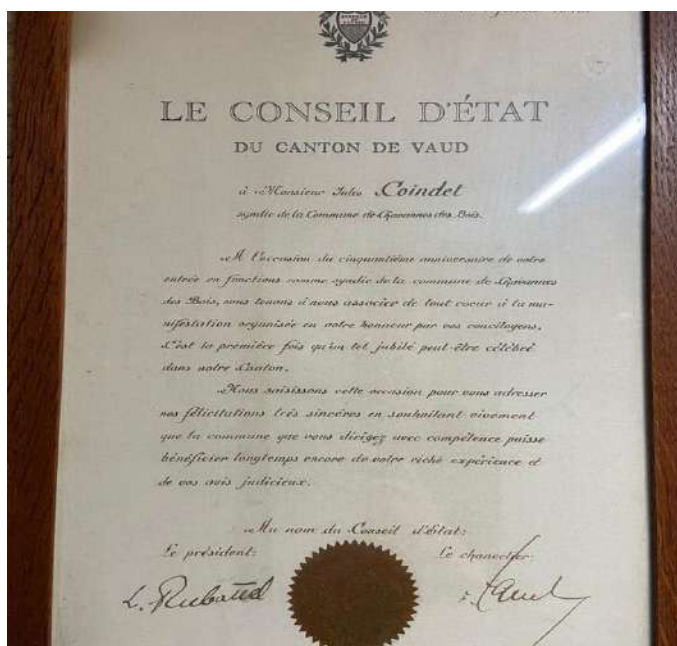 LE CONSEIL D'ÉTAT
DU CANTON DE VAUD
à Monsieur Jules Coindet
syndic de la Commune de Chavannes des Bois.
A l'occasion du cinquantième anniversaire de votre
entrée en fonctions comme syndic de la commune de Chavannes
des Bois, nous tenons à nous associer de tout coeur à la ma-
nifestation organisée en votre honneur par vos concitoyens.
C'est la première fois qu'un tel jubilé peut être célébré
dans notre Canton.
Nous saisissons cette occasion pour vous adresser
nos félicitations très sincères en souhaitant vivement
que la commune que vous dirigez avec compétence puisse
bénéficier longtemps encore de votre riche expérience et
de vos avis judicieux.
Au nom du Conseil d'État:
Le président: Le chancelier:
L. Rubattel